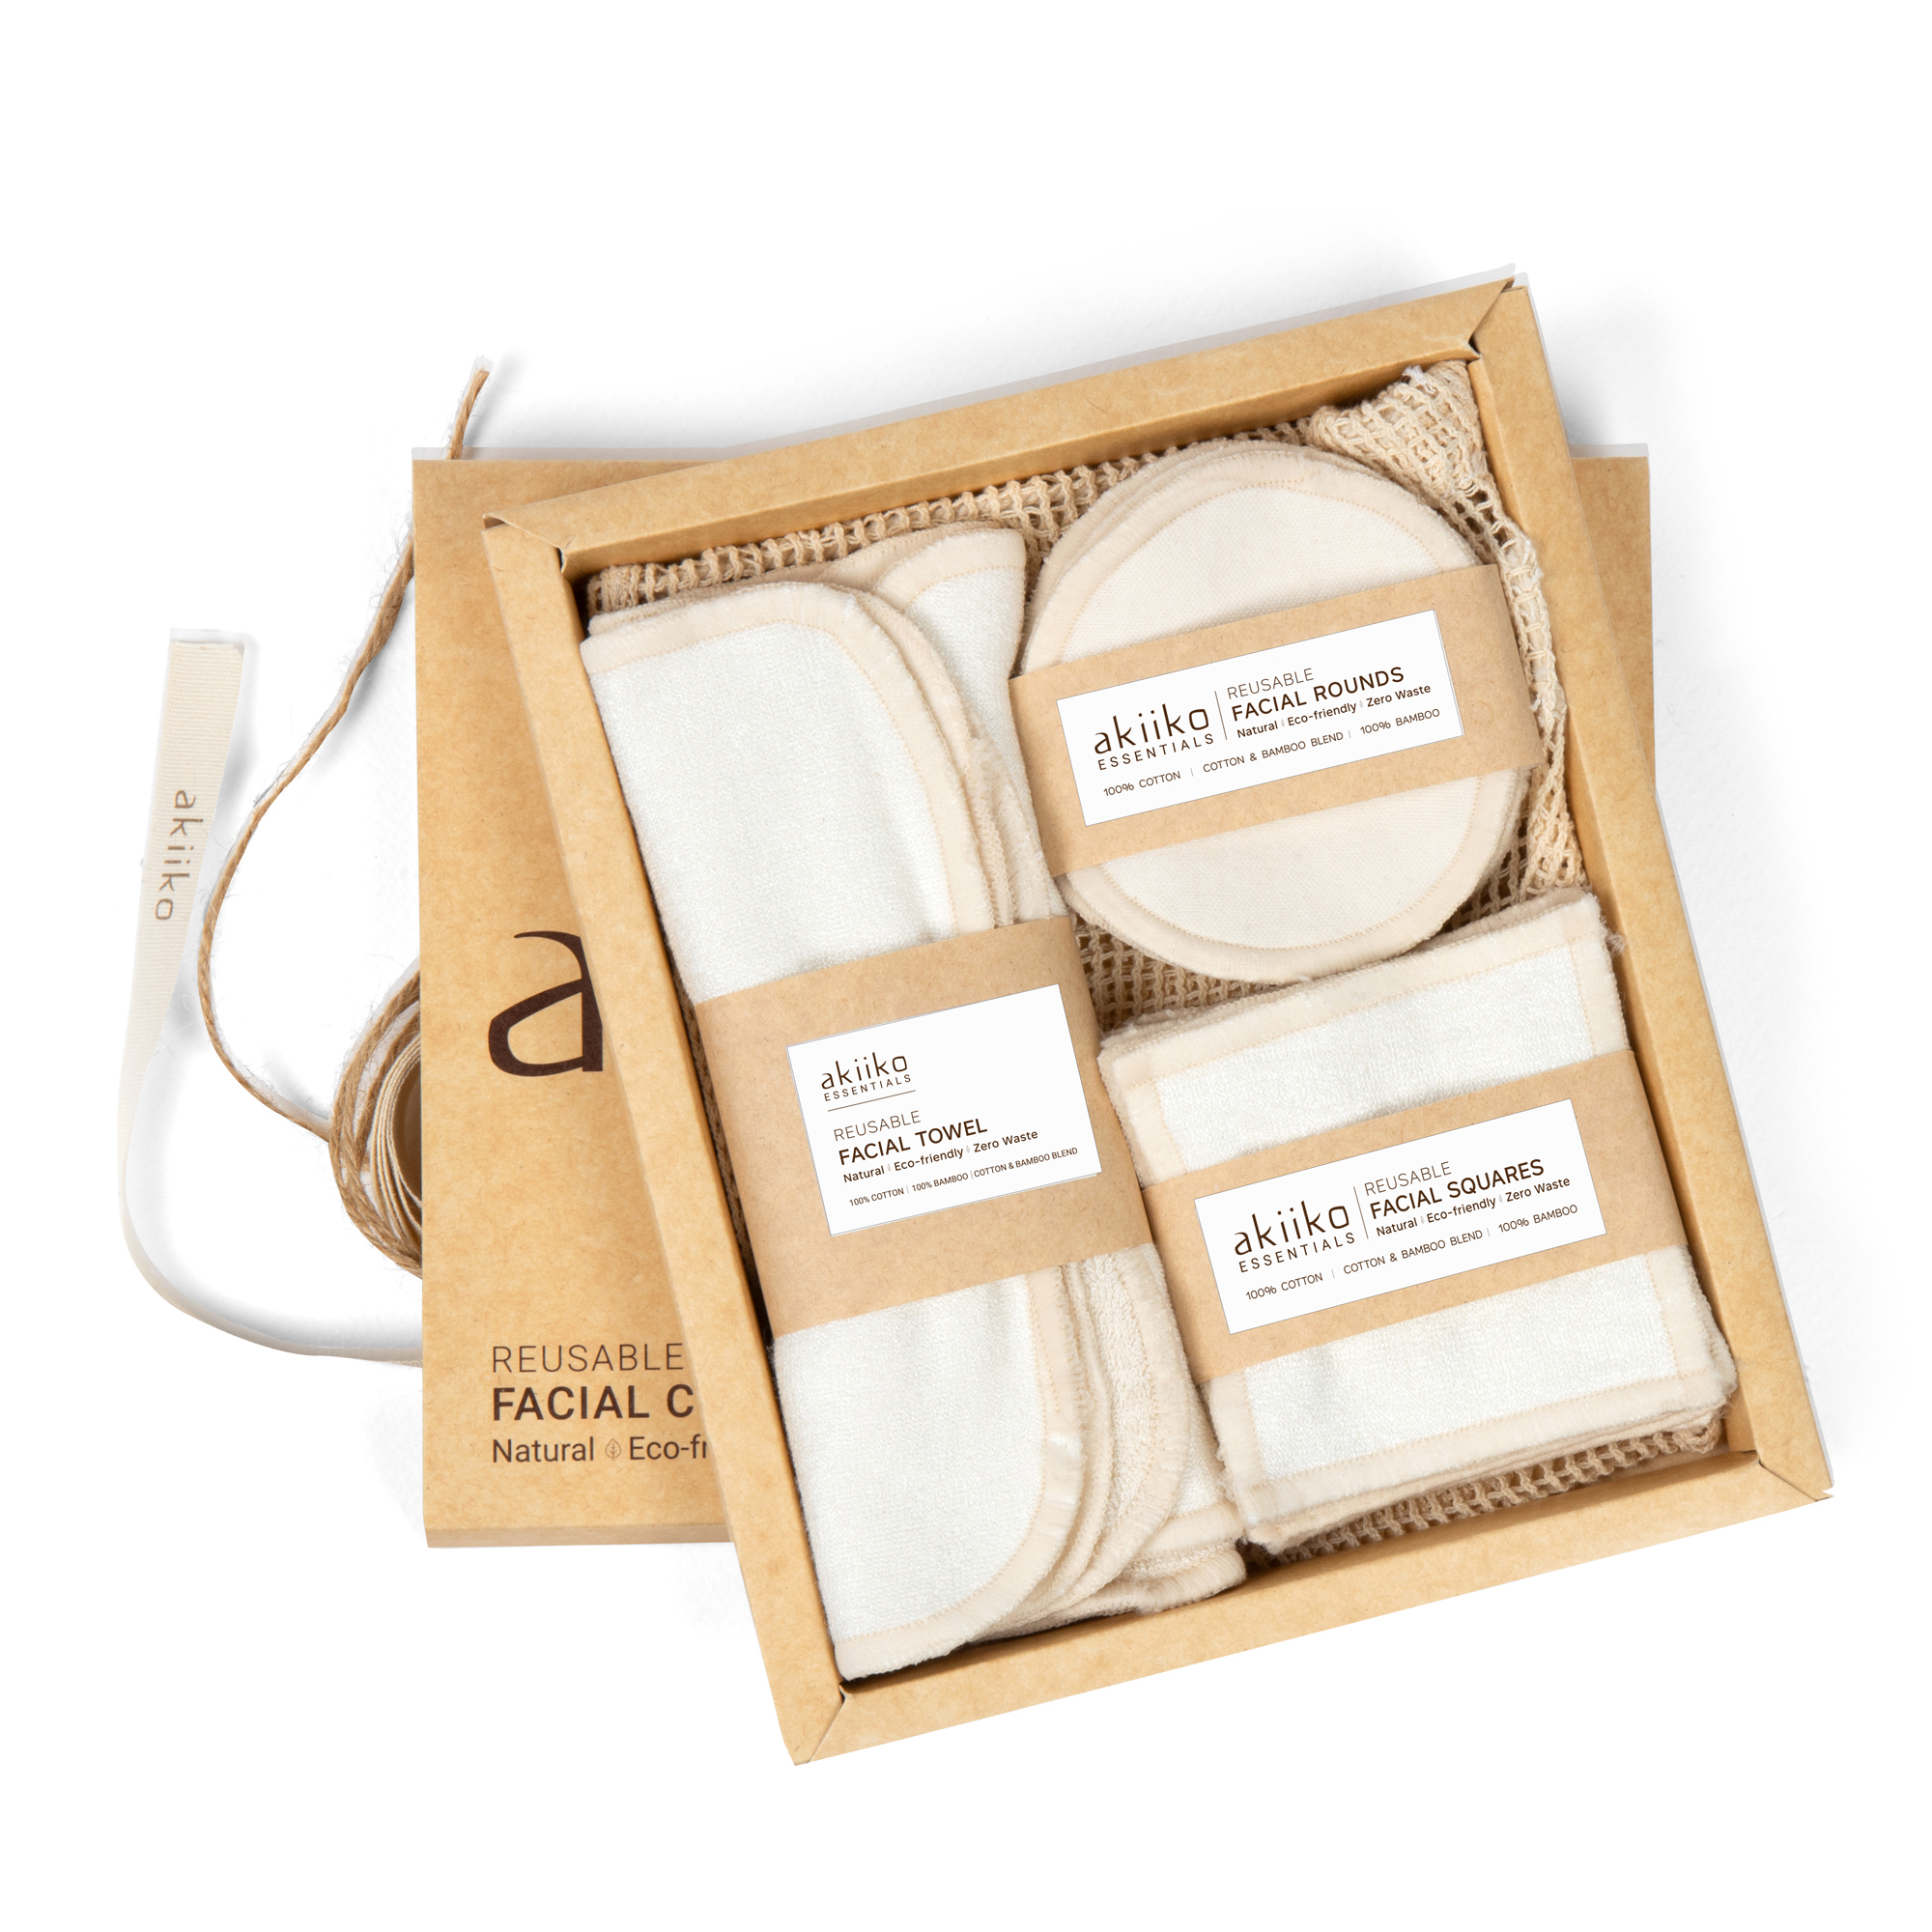 akiiko
a
REUSABLE
FACIAL C
Natural Eco-fr
akiiko
ESSENTIALS
REUSABLE
FACIAL TOWEL
Natural Eco-friendly Zero Waste
100% COTTON | 100% BAMBOO | COTTON & BAMBOO BLEND
akiiko
ESSENTIALS
REUSABLE
FACIAL ROUNDS
Natural Eco-friendly Zero Waste
100% COTTON | COTTON & BAMBOO BLEND | 100% BAMBOO
akiiko
ESSENTIALS
REUSABLE
FACIAL SQUARES
Natural Eco-friendly Zero Waste
100% COTTON | COTTON & BAMBOO BLEND | 100% BAMBOO